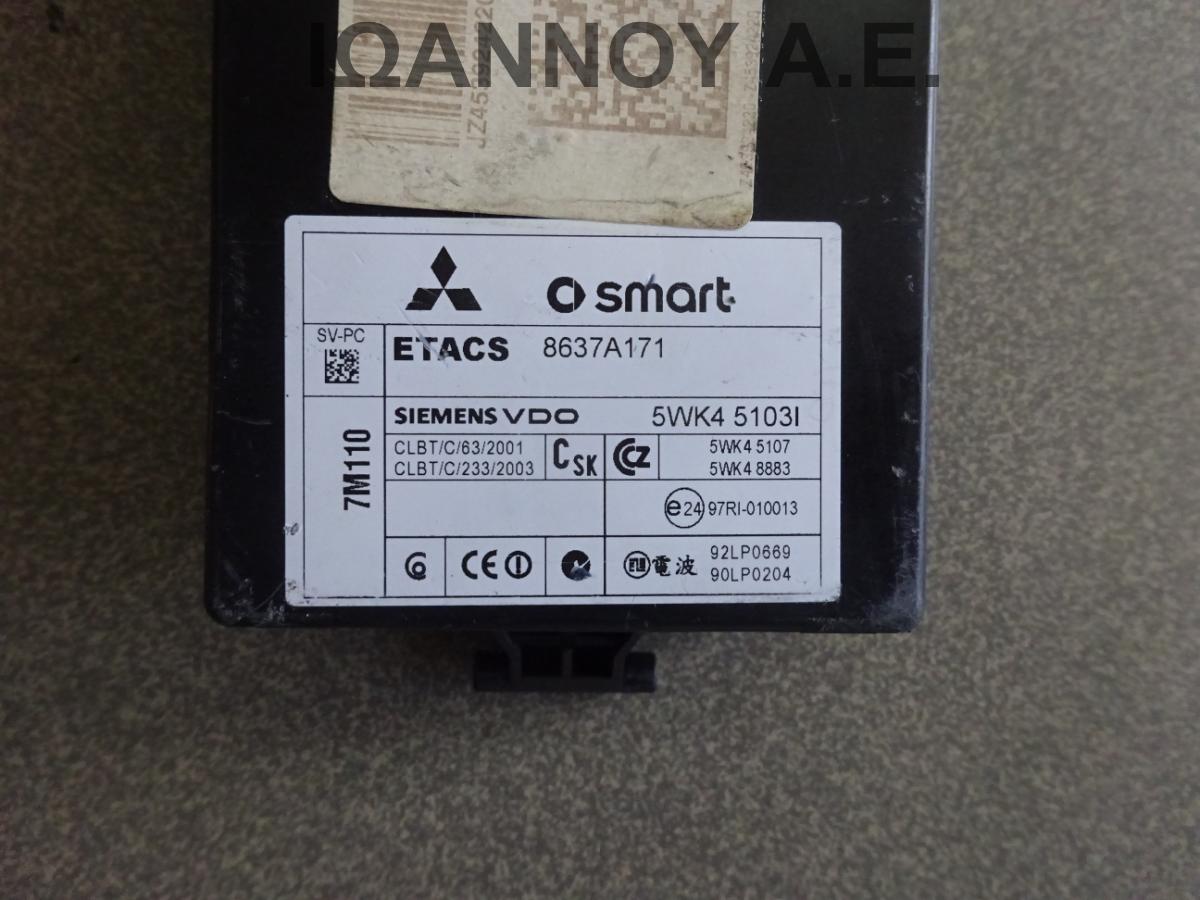 ΙΩΑΝΝΟΥ Α.Ε.
smart
SV-PC
ETACS 8637A171
SIEMENS VDO 5WK4 5103I
7M110
CLBT/C/63/2001
CLBT/C/233/2003
CSK
CCZ
5WK4 5107
5WK4 8883
e24 97RI-010013
CE
電波
92LP0669
90LP0204